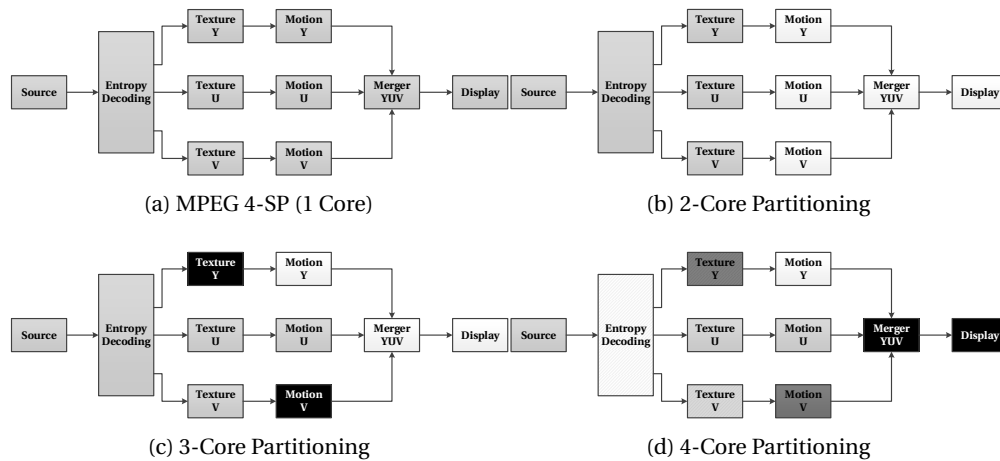 Texture
Y
Motion
Y
Source
Entropy
Decoding
Texture
U
Motion
U
Merger
YUV
Display
Texture
V
Motion
V
(a) MPEG 4-SP (1 Core)
Texture
Y
Motion
Y
Source
Entropy
Decoding
Texture
U
Motion
U
Merger
YUV
Display
Texture
V
Motion
V
(b) 2-Core Partitioning
Texture
Y
Motion
Y
Source
Entropy
Decoding
Texture
U
Motion
U
Merger
YUV
Display
Texture
V
Motion
V
(c) 3-Core Partitioning
Texture
Y
Motion
Y
Source
Entropy
Decoding
Texture
U
Motion
U
Merger
YUV
Display
Texture
V
Motion
V
(d) 4-Core Partitioning